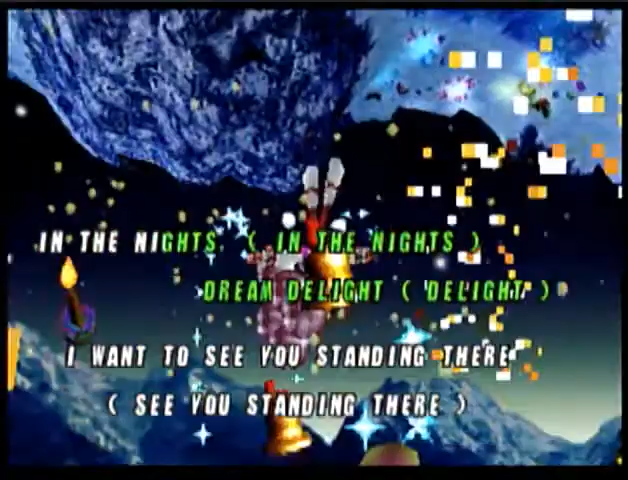 IN THE NIGHTS ( IN THE NIGHTS )
DREAM DELIGHT ( DELIGHT )
I WANT TO SEE YOU STANDING THERE
( SEE YOU STANDING THERE )